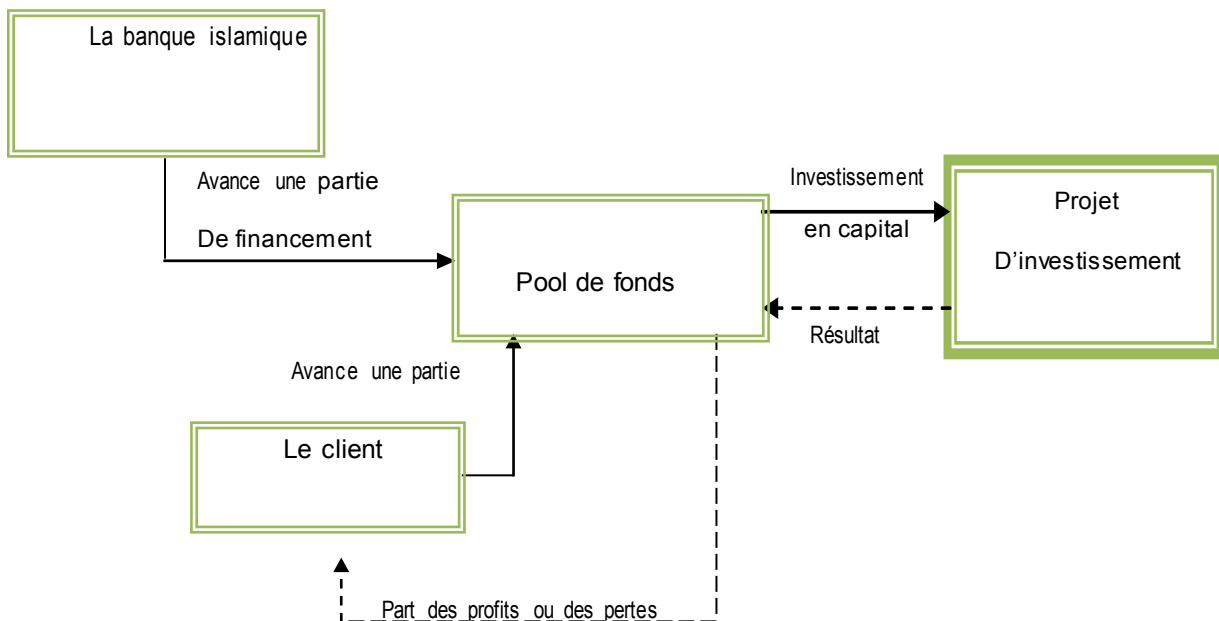 La banque islamique
Avance une partie
De financement
Pool de fonds
Investissement
en capital
Projet
D'investissement
Résultat
Avance une partie
Le client
Part des profits ou des pertes